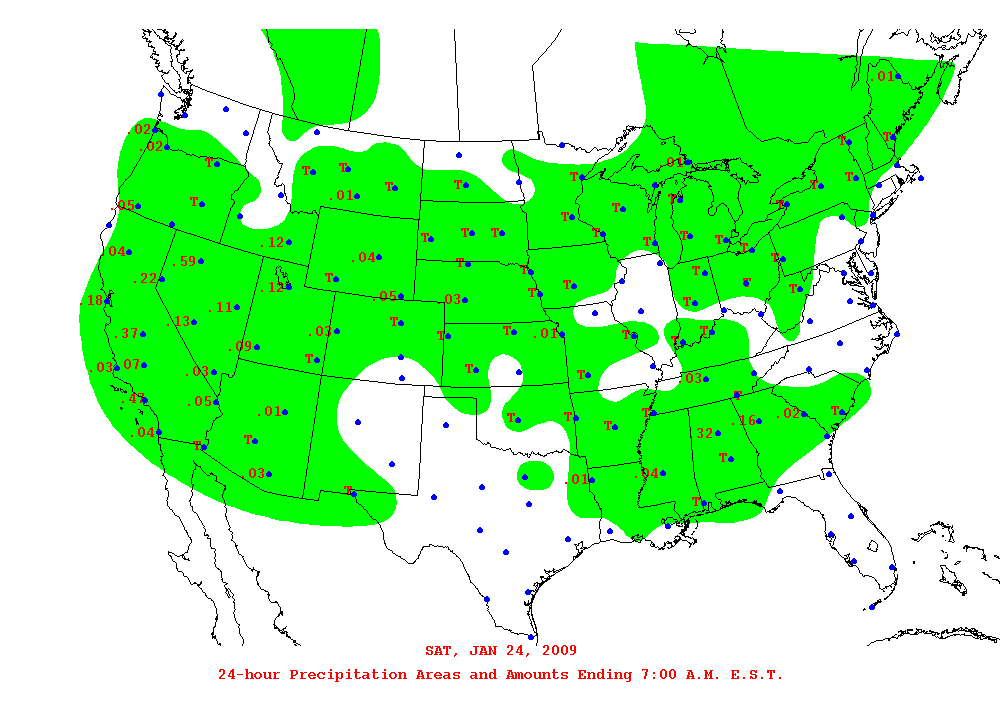 .01
.02
T
T
.02
T
.01
T
T
T
T
T
.01
T
T
T
T
.05
T
T
T
.12
T
T
T
T
T
T
T
T
.04
.59
.04
T
T
T
.22
.12
T
T
T
T
T
T
.18
.11
.05
.03
T
.13
T
.37
.03
T
T
.01
T
T
T
.09
T
.03
.07
.03
T
T
.03
.47
.05
T
.01
T
T
T
T
.16
.02
T
.04
T
T
.32
T
.03
.01
.04
T
T
SAT, JAN 24, 2009
24-hour Precipitation Areas and Amounts Ending 7:00 A.M. E.S.T.